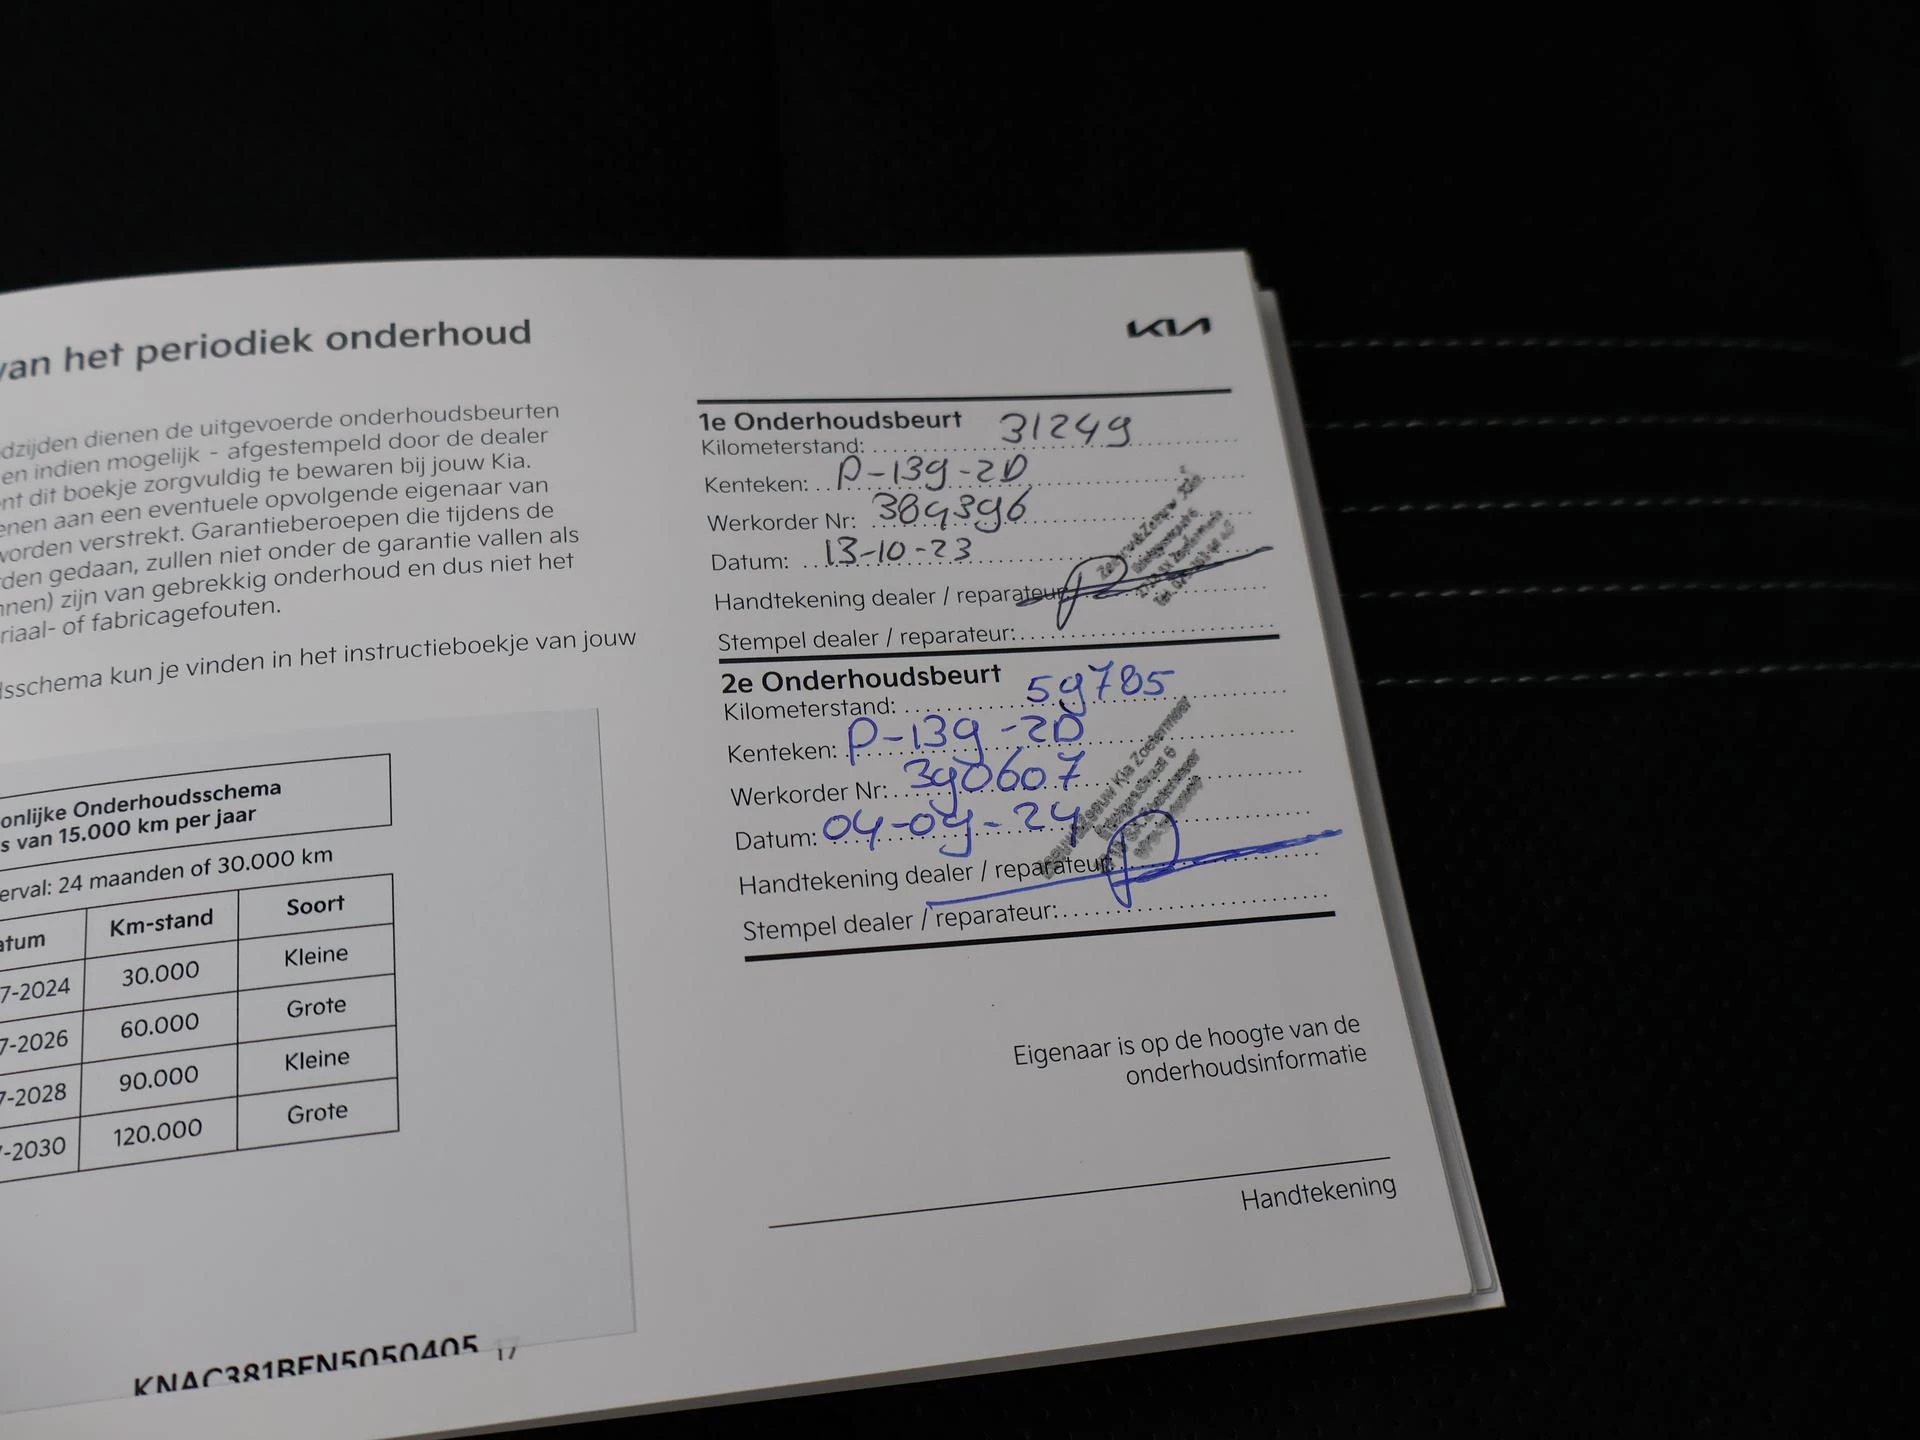 van het periodiek onderhoud
dzijden dienen de uitgevoerde onderhoudsbeurten
en indien mogelijk - afgestempeld door de dealer
nt dit boekje zorgvuldig te bewaren bij jouw Kia.
enen aan een eventuele opvolgende eigenaar van
worden verstrekt. Garantieberoepen die tijdens de
den gedaan, zullen niet onder de garantie vallen als
nnen) zijn van gebrekkig onderhoud en dus niet het
riaal- of fabricagefouten.
sschema kun je vinden in het instructieboekje van jouw
onlijke Onderhoudsschema
s van 15.000 km per jaar
erval: 24 maanden of 30.000 km
atum Km-stand Soort
7-2024 30.000 Kleine
7-2026 60.000 Grote
7-2028 90.000 Kleine
-2030 120.000 Grote
KNAC381BFN5050405 17
KIA
1e Onderhoudsbeurt
Kilometerstand: 31249
Kenteken: P-139-2D
Werkorder Nr: 389396
Datum: 13-10-23
Handtekening dealer / reparateur
Stempel dealer / reparateur:
2e Onderhoudsbeurt
Kilometerstand: 59785
Kenteken: P-139-2D
Werkorder Nr: 390607
Datum: 04-09-24
Kia Zoetermeer
Handtekening dealer / reparateur
Stempel dealer / reparateur:
Eigenaar is op de hoogte van de
onderhoudsinformatie
Handtekening